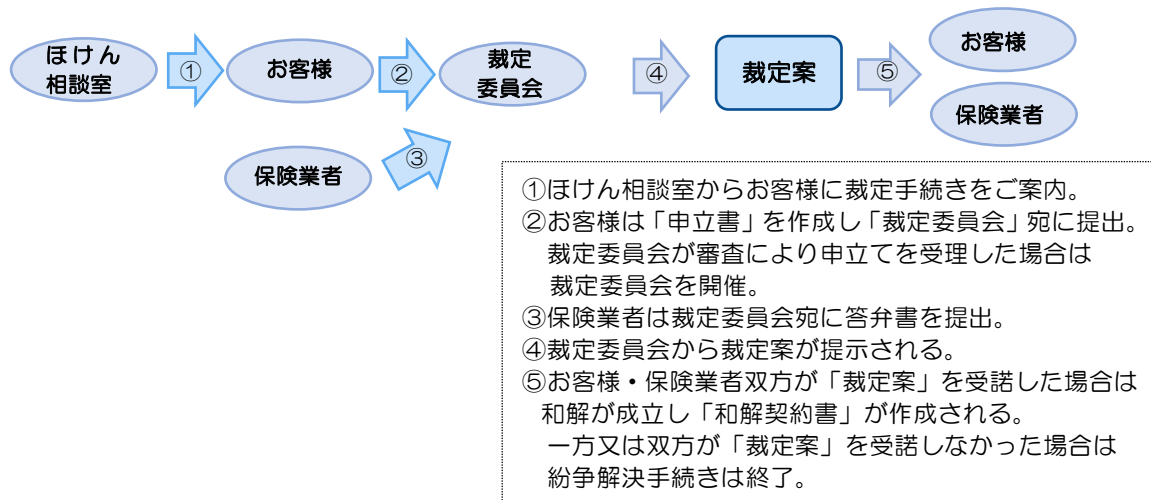 ほけん
相談室
①
お客様
②
裁定
委員会
④
裁定案
⑤
お客様
保険業者
保険業者
③
①ほけん相談室からお客様に裁定手続きをご案内。
②お客様は「申立書」を作成し「裁定委員会」宛に提出。
裁定委員会が審査により申立てを受理した場合は
裁定委員会を開催。
③保険業者は裁定委員会宛に答弁書を提出。
④裁定委員会から裁定案が提示される。
⑤お客様・保険業者双方が「裁定案」を受諾した場合は
和解が成立し「和解契約書」が作成される。
一方又は双方が「裁定案」を受諾しなかった場合は
紛争解決手続きは終了。